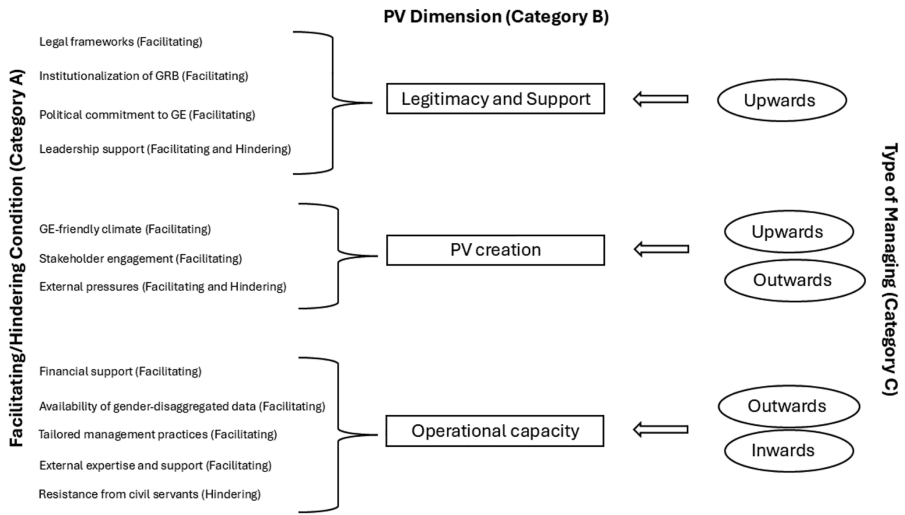 PV Dimension (Category B)
Facilitating/Hindering Condition (Category A)
Legal frameworks (Facilitating)
Institutionalization of GRB (Facilitating)
Political commitment to GE (Facilitating)
Leadership support (Facilitating and Hindering)
Legitimacy and Support
Upwards
GE-friendly climate (Facilitating)
Stakeholder engagement (Facilitating)
External pressures (Facilitating and Hindering)
PV creation
Upwards
Outwards
Financial support (Facilitating)
Availability of gender-disaggregated data (Facilitating)
Tailored management practices (Facilitating)
External expertise and support (Facilitating)
Resistance from civil servants (Hindering)
Operational capacity
Outwards
Inwards
Type of Managing (Category C)